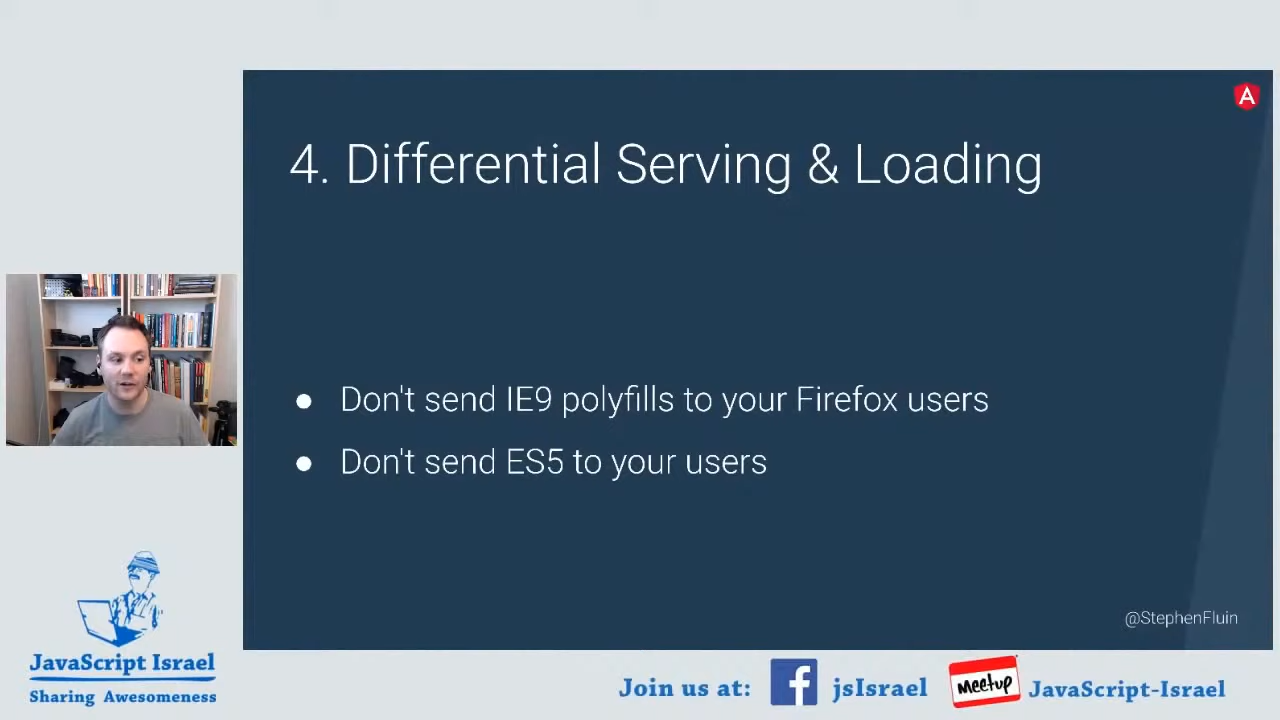 4. Differential Serving & Loading
● Don't send IE9 polyfills to your Firefox users
● Don't send ES5 to your users
@StephenFluin
JavaScript Israel
Sharing Awesomeness
Join us at: jsIsrael Meetup JavaScript-Israel